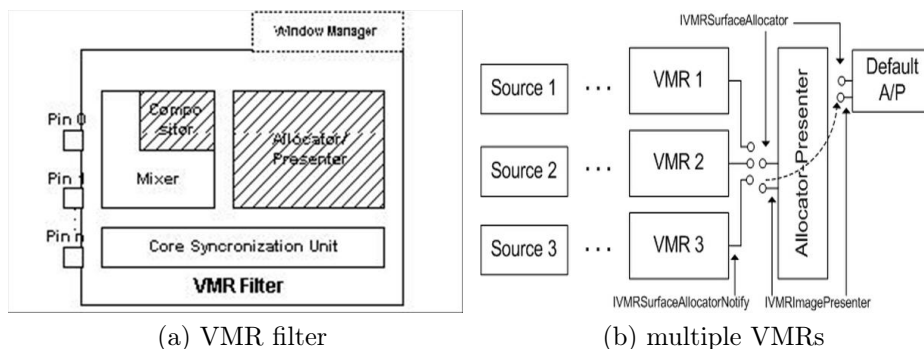 Window Manager
Compo
sitor
Allocator/
Presenter
Mixer
Pin 0
Pin 1
Pin n
Core Syncronization Unit
VMR Filter
(a) VMR filter
IVMRSurfaceAllocator
Source 1
...
VMR 1
Source 2
...
VMR 2
Source 3
...
VMR 3
Allocator-Presenter
Default
A/P
IVMRSurfaceAllocatorNotify
IVMRImagePresenter
(b) multiple VMRs